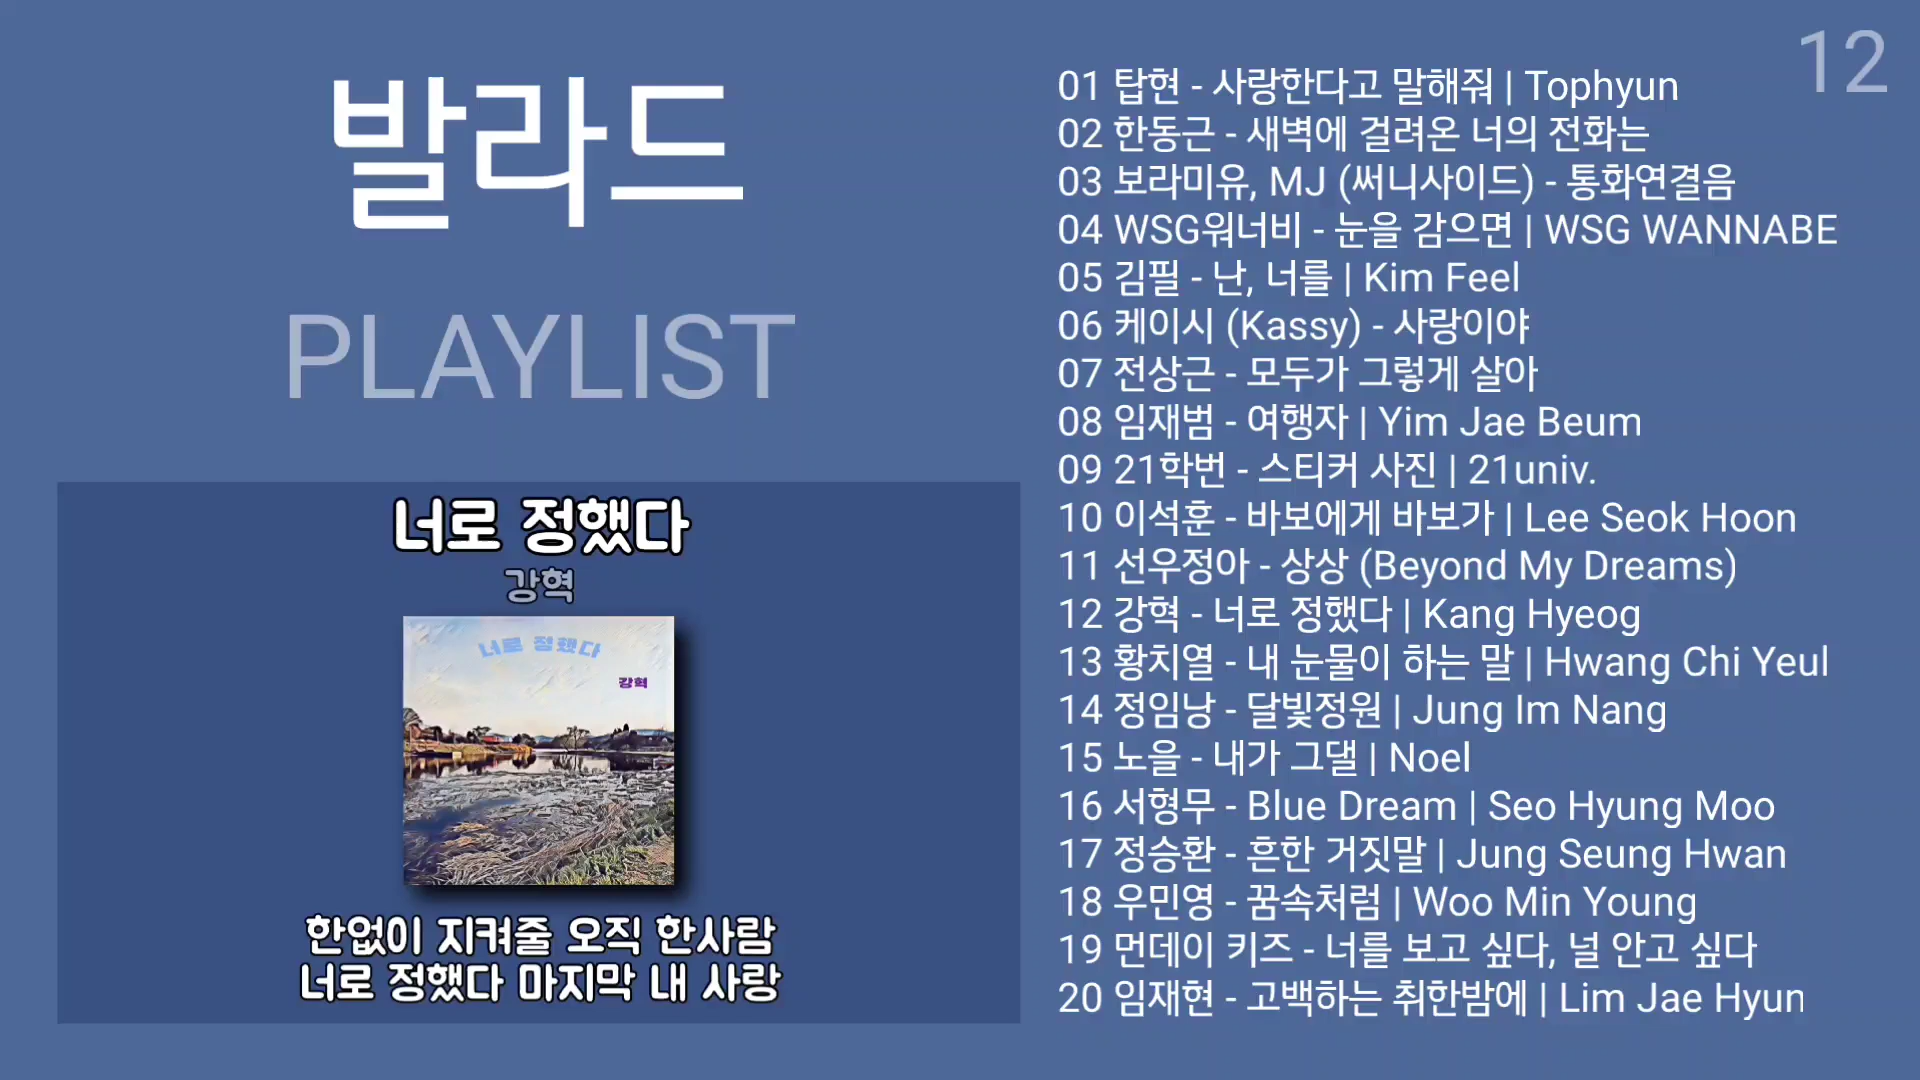 발라드
PLAYLIST
너로 정했다
강혁
너로 정했다
강혁
한없이 지켜줄 오직 한사람
너로 정했다 마지막 내 사랑
12
01 탑현 - 사랑한다고 말해줘 | Tophyun
02 한동근 - 새벽에 걸려온 너의 전화는
03 보라미유, MJ (써니사이드) - 통화연결음
04 WSG워너비 - 눈을 감으면 | WSG WANNABE
05 김필 - 난, 너를 | Kim Feel
06 케이시 (Kassy) - 사랑이야
07 전상근 - 모두가 그렇게 살아
08 임재범 - 여행자 | Yim Jae Beum
09 21학번 - 스티커 사진 | 21univ.
10 이석훈 - 바보에게 바보가 | Lee Seok Hoon
11 선우정아 - 상상 (Beyond My Dreams)
12 강혁 - 너로 정했다 | Kang Hyeog
13 황치열 - 내 눈물이 하는 말 | Hwang Chi Yeul
14 정임낭 - 달빛정원 | Jung Im Nang
15 노을 - 내가 그댈 | Noel
16 서형무 - Blue Dream | Seo Hyung Moo
17 정승환 - 흔한 거짓말 | Jung Seung Hwan
18 우민영 - 꿈속처럼 | Woo Min Young
19 먼데이 키즈 - 너를 보고 싶다, 널 안고 싶다
20 임재현 - 고백하는 취한밤에 | Lim Jae Hyun